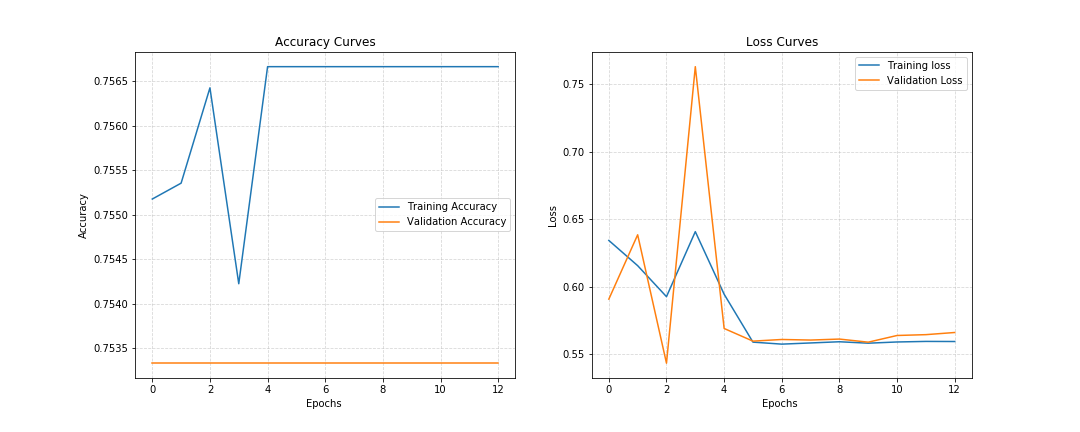 Accuracy Curves
0.7565
0.7560
0.7555
0.7550
0.7545
0.7540
0.7535
Accuracy
Training Accuracy
Validation Accuracy
0 2 4 6 8 10 12
Epochs
Loss Curves
0.75
0.70
0.65
0.60
0.55
Loss
Training loss
Validation Loss
0 2 4 6 8 10 12
Epochs